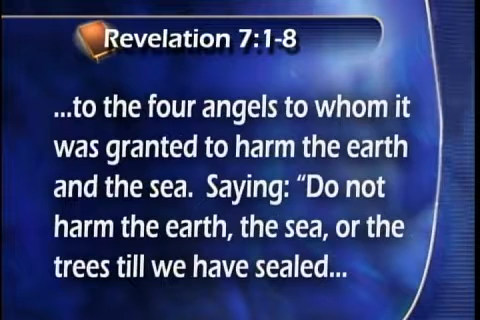 Revelation 7:1-8
...to the four angels to whom it
was granted to harm the earth
and the sea.  Saying: “Do not
harm the earth, the sea, or the
trees till we have sealed...